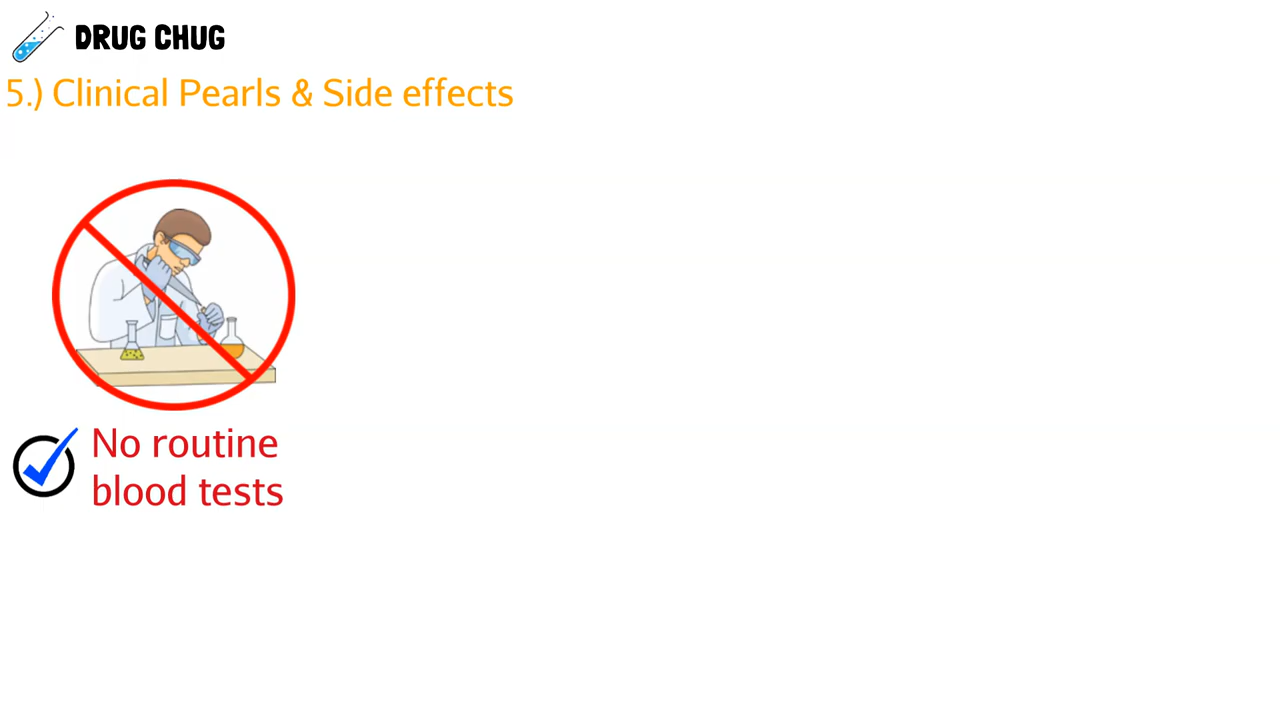 DRUG CHUG
5.) Clinical Pearls & Side effects
No routine
blood tests